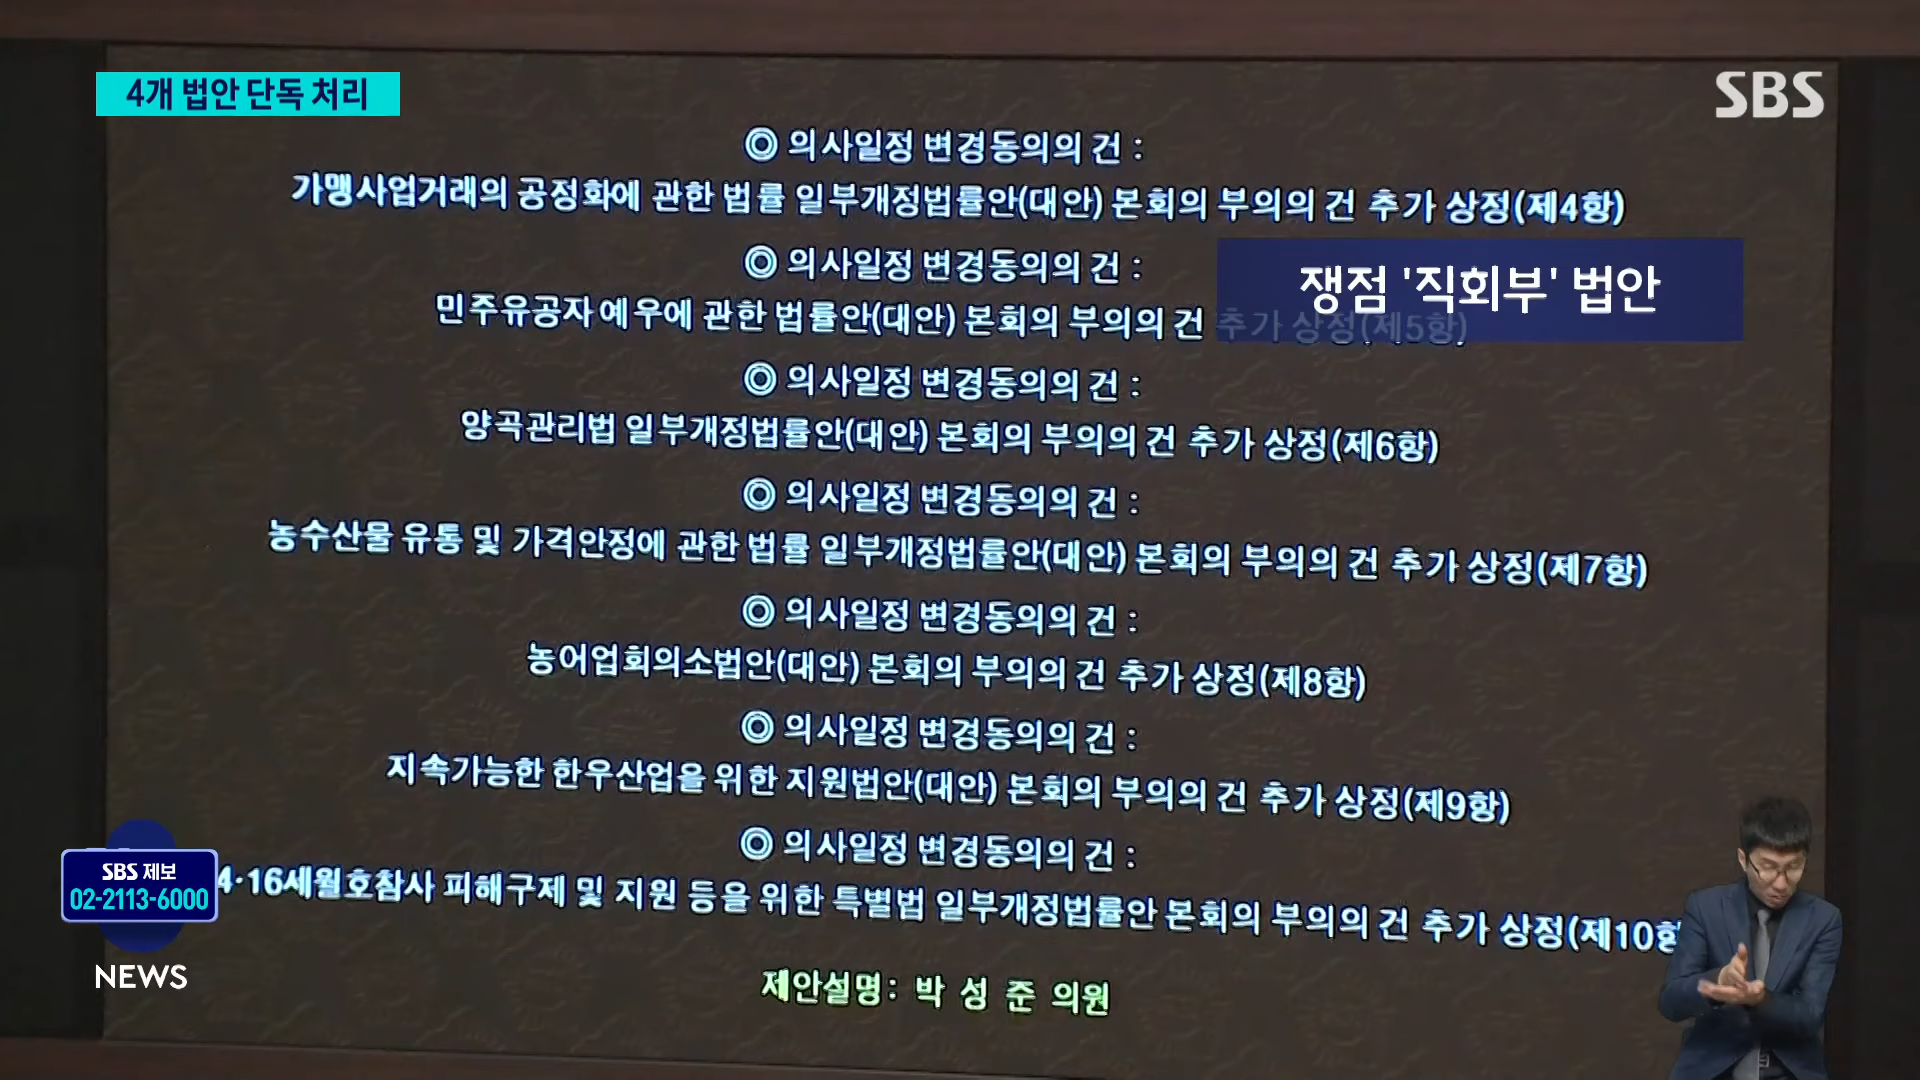 4개 법안 단독 처리
SBS
◎ 의사일정 변경동의의 건 :
가맹사업거래의 공정화에 관한 법률 일부개정법률안(대안) 본회의 부의의 건 추가 상정(제4항)
◎ 의사일정 변경동의의 건 :
쟁점 '직회부' 법안
민주유공자 예우에 관한 법률안(대안) 본회의 부의의 건 추가 상정(제5항)
◎ 의사일정 변경동의의 건 :
양곡관리법 일부개정법률안(대안) 본회의 부의의 건 추가 상정(제6항)
◎ 의사일정 변경동의의 건 :
농수산물 유통 및 가격안정에 관한 법률 일부개정법률안(대안) 본회의 부의의 건 추가 상정(제7항)
◎ 의사일정 변경동의의 건 :
농어업회의소법안(대안) 본회의 부의의 건 추가 상정(제8항)
◎ 의사일정 변경동의의 건 :
지속가능한 한우산업을 위한 지원법안(대안) 본회의 부의의 건 추가 상정(제9항)
◎ 의사일정 변경동의의 건 :
4·16세월호참사 피해구제 및 지원 등을 위한 특별법 일부개정법률안 본회의 부의의 건 추가 상정(제10항
SBS 제보
02-2113-6000
NEWS
제안설명: 박 성 준 의원